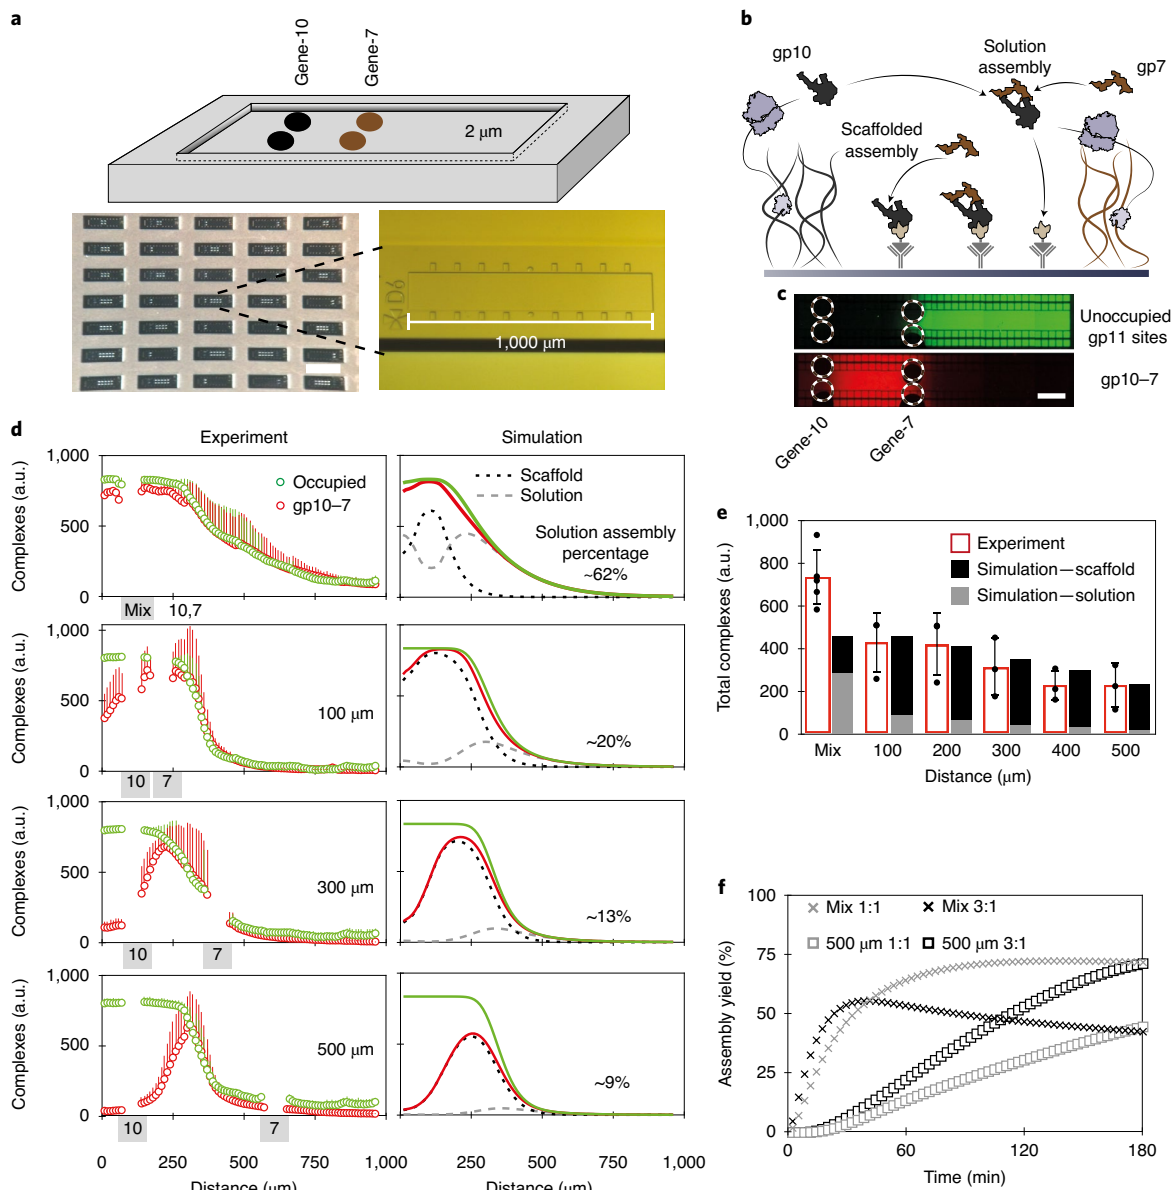 a
Gene-10
Gene-7
2 μm
1,000 μm
b
gp10
Solution
assembly
gp7
Scaffolded
assembly
c
Unoccupied
gp11 sites
gp10–7
Gene-10
Gene-7
d
Experiment
Simulation
Complexes (a.u.)
1,000
500
0
Occupied
gp10–7
Scaffold
Solution
Solution assembly
percentage
~62%
Mix
10,7
Complexes (a.u.)
1,000
500
0
100 μm
~20%
10
7
Complexes (a.u.)
1,000
500
0
300 μm
~13%
10
7
Complexes (a.u.)
1,000
500
0
500 μm
~9%
10
7
0 250 500 750 1,000
250 500 750 1,000
Distance (μm)
Distance (μm)
e
Total complexes (a.u.)
1,000
800
600
400
200
0
Experiment
Simulation—scaffold
Simulation—solution
Mix 100 200 300 400 500
Distance (μm)
f
Assembly yield (%)
100
75
50
25
0
Mix 1:1
Mix 3:1
500 μm 1:1
500 μm 3:1
0 60 120 180
Time (min)